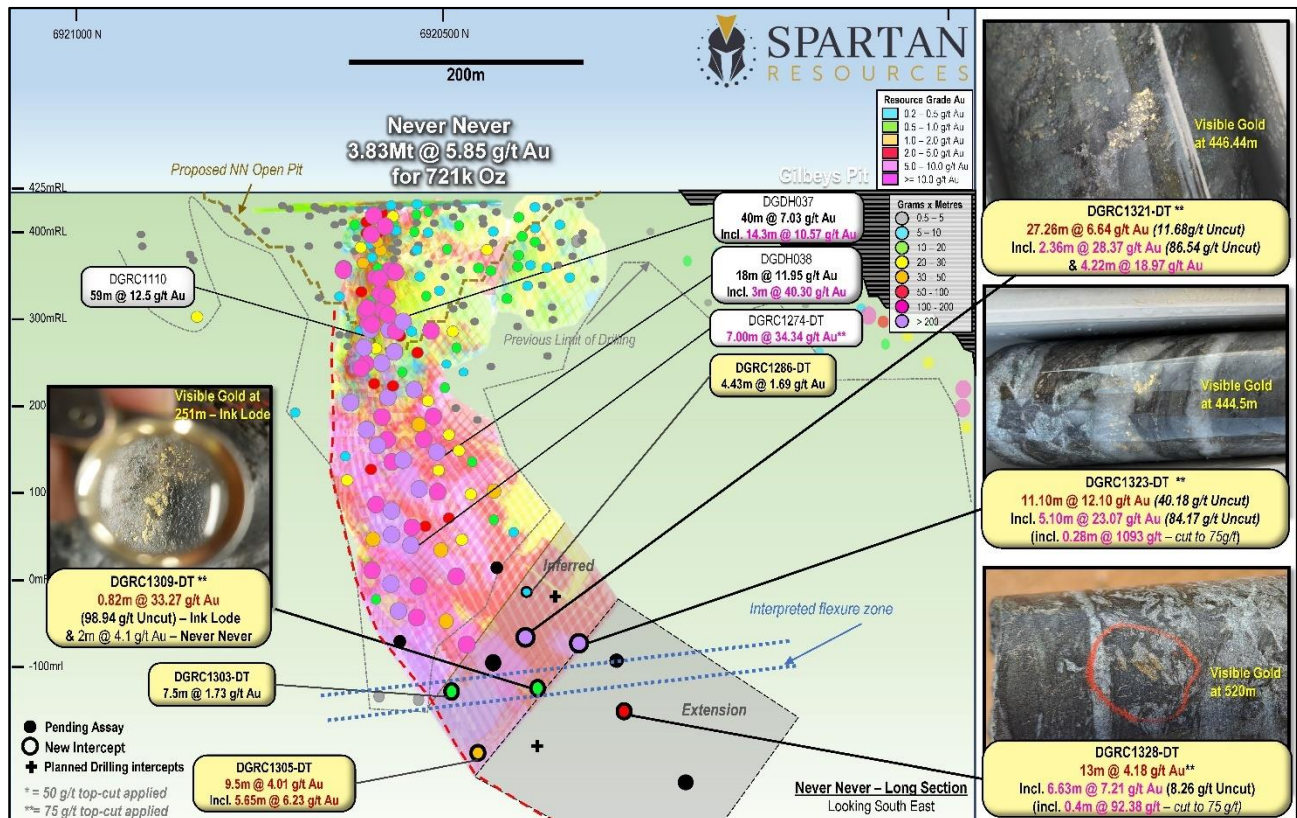 6921000 N
6920500 N
200m
SPARTAN
RESOURCES
Never Never
3.83Mt @ 5.85 g/t Au
for 721k Oz
Proposed NN Open Pit
Resource Grade Au
0.2 – 0.5 g/t Au
0.5 – 1.0 g/t Au
1.0 – 2.0 g/t Au
2.0 – 5.0 g/t Au
5.0 – 10.0 g/t Au
>= 10.0 g/t Au
Gilbeys Pit
Grams x Metres
0.5 – 5
5 – 10
10 – 20
20 – 30
30 – 50
50 - 100
100 - 200
> 200
425mRL
400mRL
300mRL
200
100
0m
-100mrl
DGRC1110
59m @ 12.5 g/t Au
DGDH037
40m @ 7.03 g/t Au
Incl. 14.3m @ 10.57 g/t Au
DGDH038
18m @ 11.95 g/t Au
Incl. 3m @ 40.30 g/t Au
DGRC1274-DT
7.00m @ 34.34 g/t Au**
DGRC1286-DT
4.43m @ 1.69 g/t Au
Previous Limit of Drilling
Visible Gold at
251m – Ink Lode
DGRC1309-DT **
0.82m @ 33.27 g/t Au
(98.94 g/t Uncut) – Ink Lode
& 2m @ 4.1 g/t Au – Never Never
DGRC1303-DT
7.5m @ 1.73 g/t Au
DGRC1305-DT
9.5m @ 4.01 g/t Au
Incl. 5.65m @ 6.23 g/t Au
Inferred
Interpreted flexure zone
Extension
Pending Assay
New Intercept
Planned Drilling intercepts
* = 50 g/t top-cut applied
**= 75 g/t top-cut applied
Never Never – Long Section
Looking South East
Visible Gold
at 446.44m
DGRC1321-DT **
27.26m @ 6.64 g/t Au (11.68g/t Uncut)
Incl. 2.36m @ 28.37 g/t Au (86.54 g/t Uncut)
& 4.22m @ 18.97 g/t Au
Visible Gold
at 444.5m
DGRC1323-DT **
11.10m @ 12.10 g/t Au (40.18 g/t Uncut)
Incl. 5.10m @ 23.07 g/t Au (84.17 g/t Uncut)
(incl. 0.28m @ 1093 g/t – cut to 75g/t)
Visible Gold
at 520m
DGRC1328-DT
13m @ 4.18 g/t Au**
Incl. 6.63m @ 7.21 g/t Au (8.26 g/t Uncut)
(incl. 0.4m @ 92.38 g/t – cut to 75 g/t)